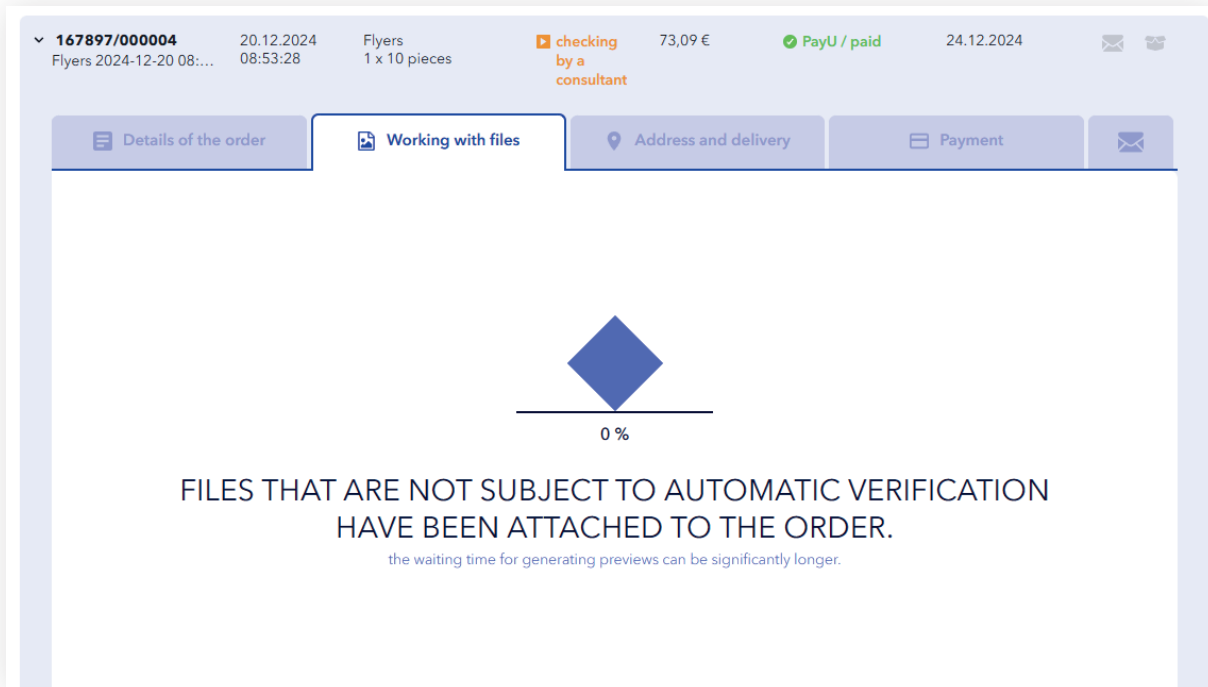 167897/000004
Flyers 2024-12-20 08:...
20.12.2024
08:53:28
Flyers
1 x 10 pieces
checking
by a
consultant
73,09 €
PayU / paid
24.12.2024
Details of the order
Working with files
Address and delivery
Payment
0 %
FILES THAT ARE NOT SUBJECT TO AUTOMATIC VERIFICATION
HAVE BEEN ATTACHED TO THE ORDER.
the waiting time for generating previews can be significantly longer.